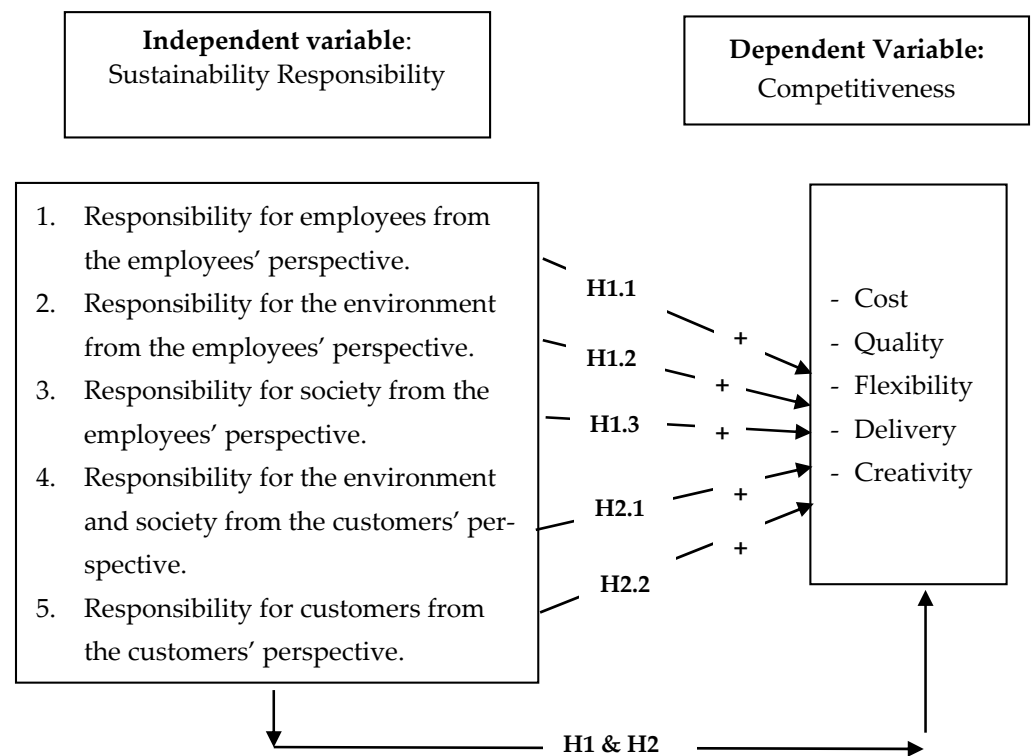 Independent variable:
Sustainability Responsibility
Dependent Variable:
Competitiveness
1. Responsibility for employees from
the employees’ perspective.
2. Responsibility for the environment
from the employees’ perspective.
3. Responsibility for society from the
employees’ perspective.
4. Responsibility for the environment
and society from the customers’ per-
spective.
5. Responsibility for customers from
the customers’ perspective.
H1.1
+
H1.2
+
H1.3
+
H2.1
+
H2.2
+
- Cost
- Quality
- Flexibility
- Delivery
- Creativity
H1 & H2